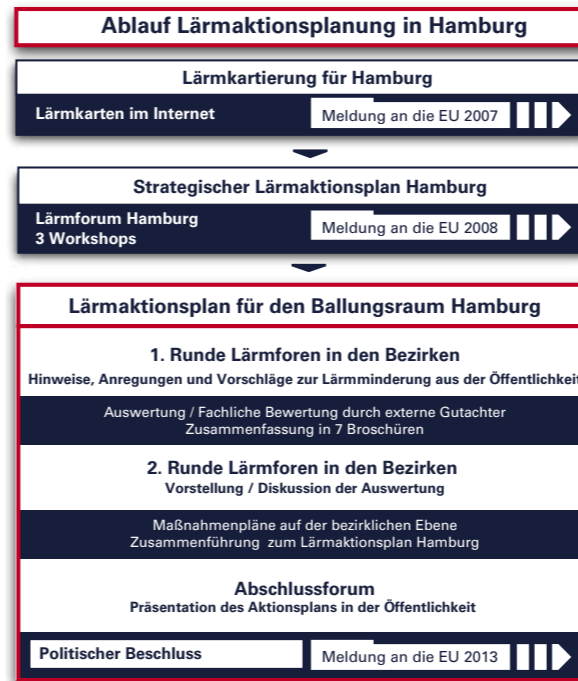 Ablauf Lärmaktionsplanung in Hamburg
Lärmkartierung für Hamburg
Lärmkarten im Internet
Meldung an die EU 2007
Strategischer Lärmaktionsplan Hamburg
Lärmforum Hamburg
3 Workshops
Meldung an die EU 2008
Lärmaktionsplan für den Ballungsraum Hamburg
1. Runde Lärmforen in den Bezirken
Hinweise, Anregungen und Vorschläge zur Lärmminderung aus der Öffentlichkeit
Auswertung / Fachliche Bewertung durch externe Gutachter
Zusammenfassung in 7 Broschüren
2. Runde Lärmforen in den Bezirken
Vorstellung / Diskussion der Auswertung
Maßnahmenpläne auf der bezirklichen Ebene
Zusammenführung zum Lärmaktionsplan Hamburg
Abschlussforum
Präsentation des Aktionsplans in der Öffentlichkeit
Politischer Beschluss
Meldung an die EU 2013